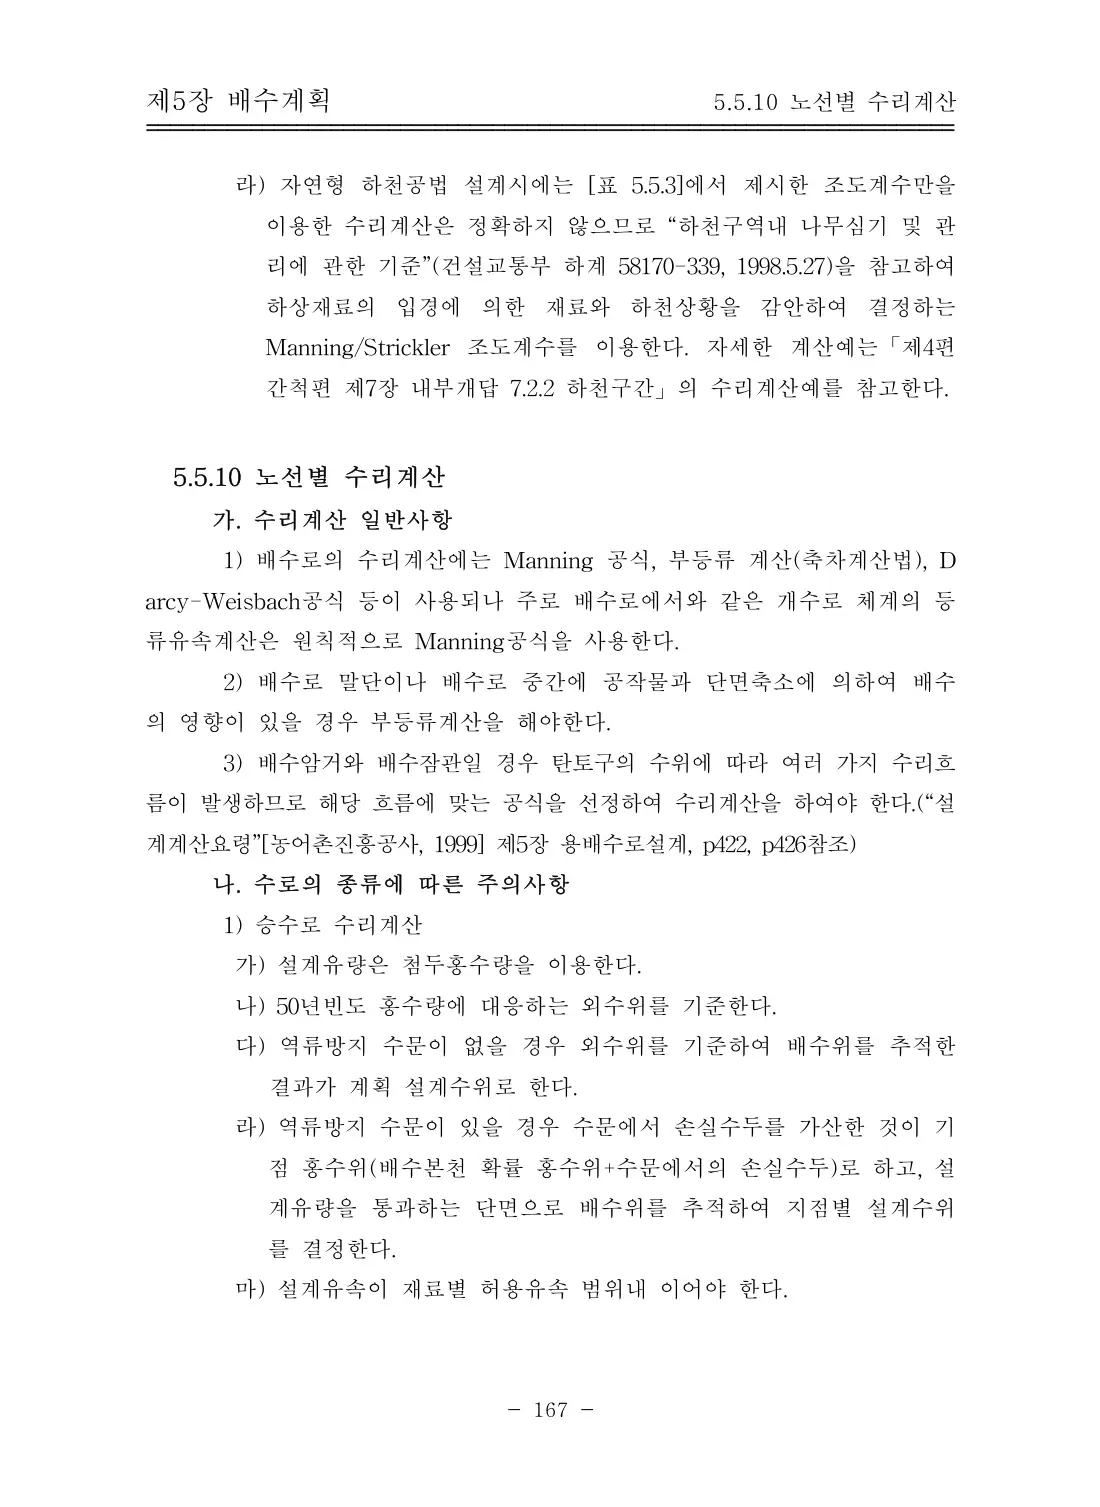 제5장 배수계획
5.5.10 노선별 수리계산
라) 자연형 하천공법 설계시에는 [표 5.5.3]에서 제시한 조도계수만을
이용한 수리계산은 정확하지 않으므로 “하천구역내 나무심기 및 관
리에 관한 기준”(건설교통부 하계 58170-339, 1998.5.27)을 참고하여
하상재료의 입경에 의한 재료와 하천상황을 감안하여 결정하는
Manning/Strickler 조도계수를 이용한다. 자세한 계산예는「제4편
간척편 제7장 내부개답 7.2.2 하천구간」의 수리계산예를 참고한다.
5.5.10 노선별 수리계산
가. 수리계산 일반사항
1) 배수로의 수리계산에는 Manning 공식, 부등류 계산(축차계산법), D
arcy-Weisbach공식 등이 사용되나 주로 배수로에서와 같은 개수로 체계의 등
류유속계산은 원칙적으로 Manning공식을 사용한다.
2) 배수로 말단이나 배수로 중간에 공작물과 단면축소에 의하여 배수
의 영향이 있을 경우 부등류계산을 해야한다.
3) 배수암거와 배수잠관일 경우 탄토구의 수위에 따라 여러 가지 수리흐
름이 발생하므로 해당 흐름에 맞는 공식을 선정하여 수리계산을 하여야 한다.(“설
계계산요령”[농어촌진흥공사, 1999] 제5장 용배수로설계, p422, p426참조)
나. 수로의 종류에 따른 주의사항
1) 승수로 수리계산
가) 설계유량은 첨두홍수량을 이용한다.
나) 50년빈도 홍수량에 대응하는 외수위를 기준한다.
다) 역류방지 수문이 없을 경우 외수위를 기준하여 배수위를 추적한
결과가 계획 설계수위로 한다.
라) 역류방지 수문이 있을 경우 수문에서 손실수두를 가산한 것이 기
점 홍수위(배수본천 확률 홍수위+수문에서의 손실수두)로 하고, 설
계유량을 통과하는 단면으로 배수위를 추적하여 지점별 설계수위
를 결정한다.
마) 설계유속이 재료별 허용유속 범위내 이어야 한다.
- 167 -